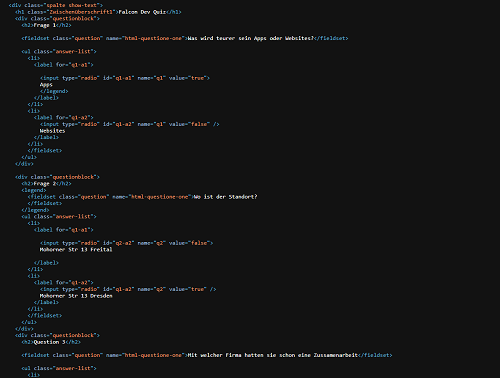 <div class="spalte show-text">
<h1 class="Zwischenüberschrift1">Falcon Dev Quiz</h1>
<div class="questionblock">
<h2>Frage 1</h2>
<fieldset class="question" name="html-questione-one">Was wird teurer sein Apps oder Websites?</fieldset>
<ul class="answer-list">
<li>
<label for="q1-a1">
<input type="radio" id="q1-a1" name="q1" value="true">
Apps
</legend>
</label>
</li>
<li>
<label for="q1-a2">
<input type="radio" id="q1-a2" name="q1" value="false" />
Websites
</label>
</li>
</fieldset>
</ul>
</div>
<div class="questionblock">
<h2>Frage 2</h2>
<legend>
<fieldset class="question" name="html-questione-one">Wo ist der Standort?
</fieldset>
</legend>
<ul class="answer-list">
<li>
<label for="q1-a1">
<input type="radio" id="q2-a2" name="q2" value="false">
Mohorner Str 13 Freital
</label>
</li>
<li>
<label for="q1-a2">
<input type="radio" id="q1-a2" name="q2" value="true" />
Mohorner Str 13 Dresden
</label>
</li>
</fieldset>
</ul>
</div>
<div class="questionblock">
<h2>Question 3</h2>
<fieldset class="question" name="html-questione-one">Mit welcher Firma hatten sie schon eine Zussamenarbeit</fieldset>
<ul class="answer-list">
<li>